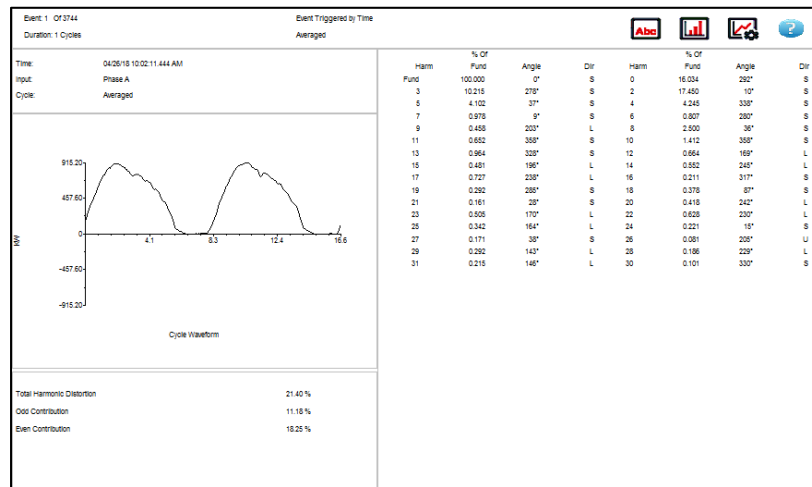 Event: 1 Of 3744 Event Triggered by Time
Duration: 1 Cycles Averaged
Abc
?
Time: 04/26/18 10:02:11.444 AM
Input: Phase A
Cycle: Averaged
915.20
457.60
0
-457.60
-915.20
kW
4.1 8.3 12.4 16.6
Cycle Waveform
Total Harmonic Distortion 21.40 %
Odd Contribution 11.18 %
Even Contribution 18.25 %
% Of % Of
Harm Fund Angle Dir Harm Fund Angle Dir
Fund 100.000 0° S 0 16.034 292° S
3 10.215 278° S 2 17.450 10° S
5 4.102 37° S 4 4.245 338° S
7 0.978 9° S 6 0.807 280° S
9 0.458 203° L 8 2.500 36° S
11 0.652 358° S 10 1.412 358° S
13 0.964 328° S 12 0.664 169° L
15 0.481 196° L 14 0.552 245° L
17 0.727 238° L 16 0.211 317° S
19 0.292 285° S 18 0.378 87° S
21 0.161 28° S 20 0.418 242° L
23 0.505 170° L 22 0.628 230° L
25 0.342 164° L 24 0.221 15° S
27 0.171 38° S 26 0.081 205° U
29 0.292 143° L 28 0.186 229° L
31 0.215 146° L 30 0.101 330° S